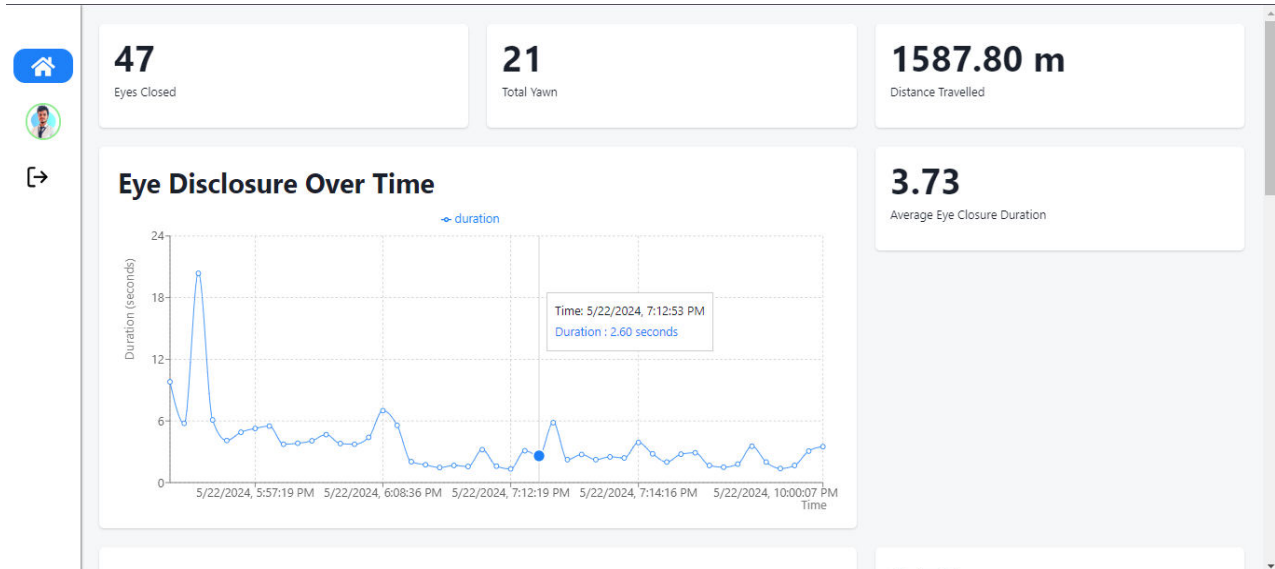 47
Eyes Closed
21
Total Yawn
1587.80 m
Distance Travelled
Eye Disclosure Over Time
duration
3.73
Average Eye Closure Duration
24
18
12
6
0
Duration (seconds)
Time: 5/22/2024, 7:12:53 PM
Duration : 2.60 seconds
5/22/2024, 5:57:19 PM 5/22/2024, 6:08:36 PM 5/22/2024, 7:12:19 PM 5/22/2024, 7:14:16 PM 5/22/2024, 10:00:07 PM
Time